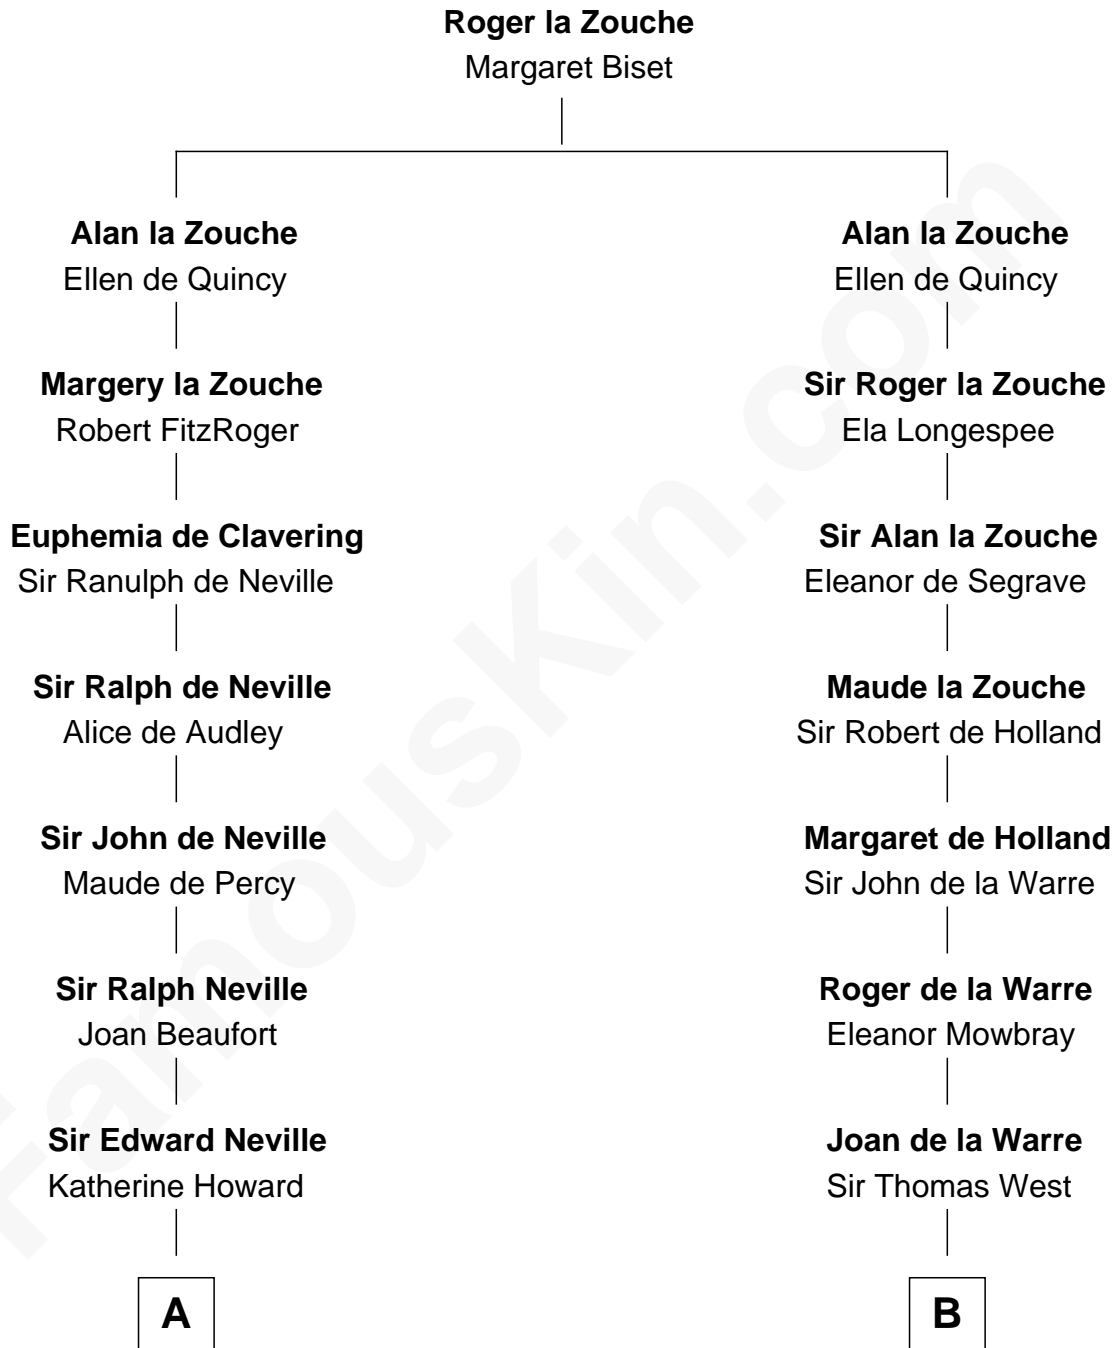 Roger la Zouche
Margaret Biset
Alan la Zouche
Ellen de Quincy
Alan la Zouche
Ellen de Quincy
Margery la Zouche
Robert FitzRoger
Sir Roger la Zouche
Ela Longespee
Euphemia de Clavering
Sir Ranulph de Neville
Sir Alan la Zouche
Eleanor de Segrave
Sir Ralph de Neville
Alice de Audley
Maude la Zouche
Sir Robert de Holland
Sir John de Neville
Maude de Percy
Margaret de Holland
Sir John de la Warre
Sir Ralph Neville
Joan Beaufort
Roger de la Warre
Eleanor Mowbray
Sir Edward Neville
Katherine Howard
Joan de la Warre
Sir Thomas West
A
B
FamousKin.com